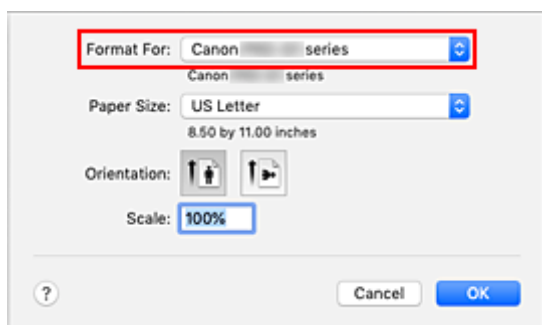 Format For: Canon series
Canon series
Paper Size: US Letter
8.50 by 11.00 inches
Orientation:
Scale: 100%
? Cancel OK